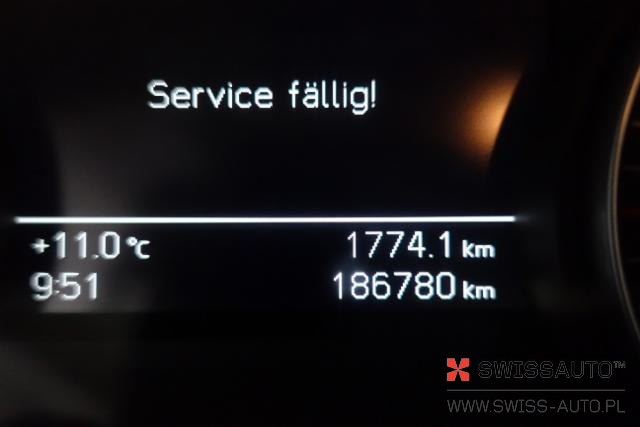 Service fällig!
+11.0 °C 1774.1 km
9:51 186780 km
SWISSAUTO™
WWW.SWISS-AUTO.PL